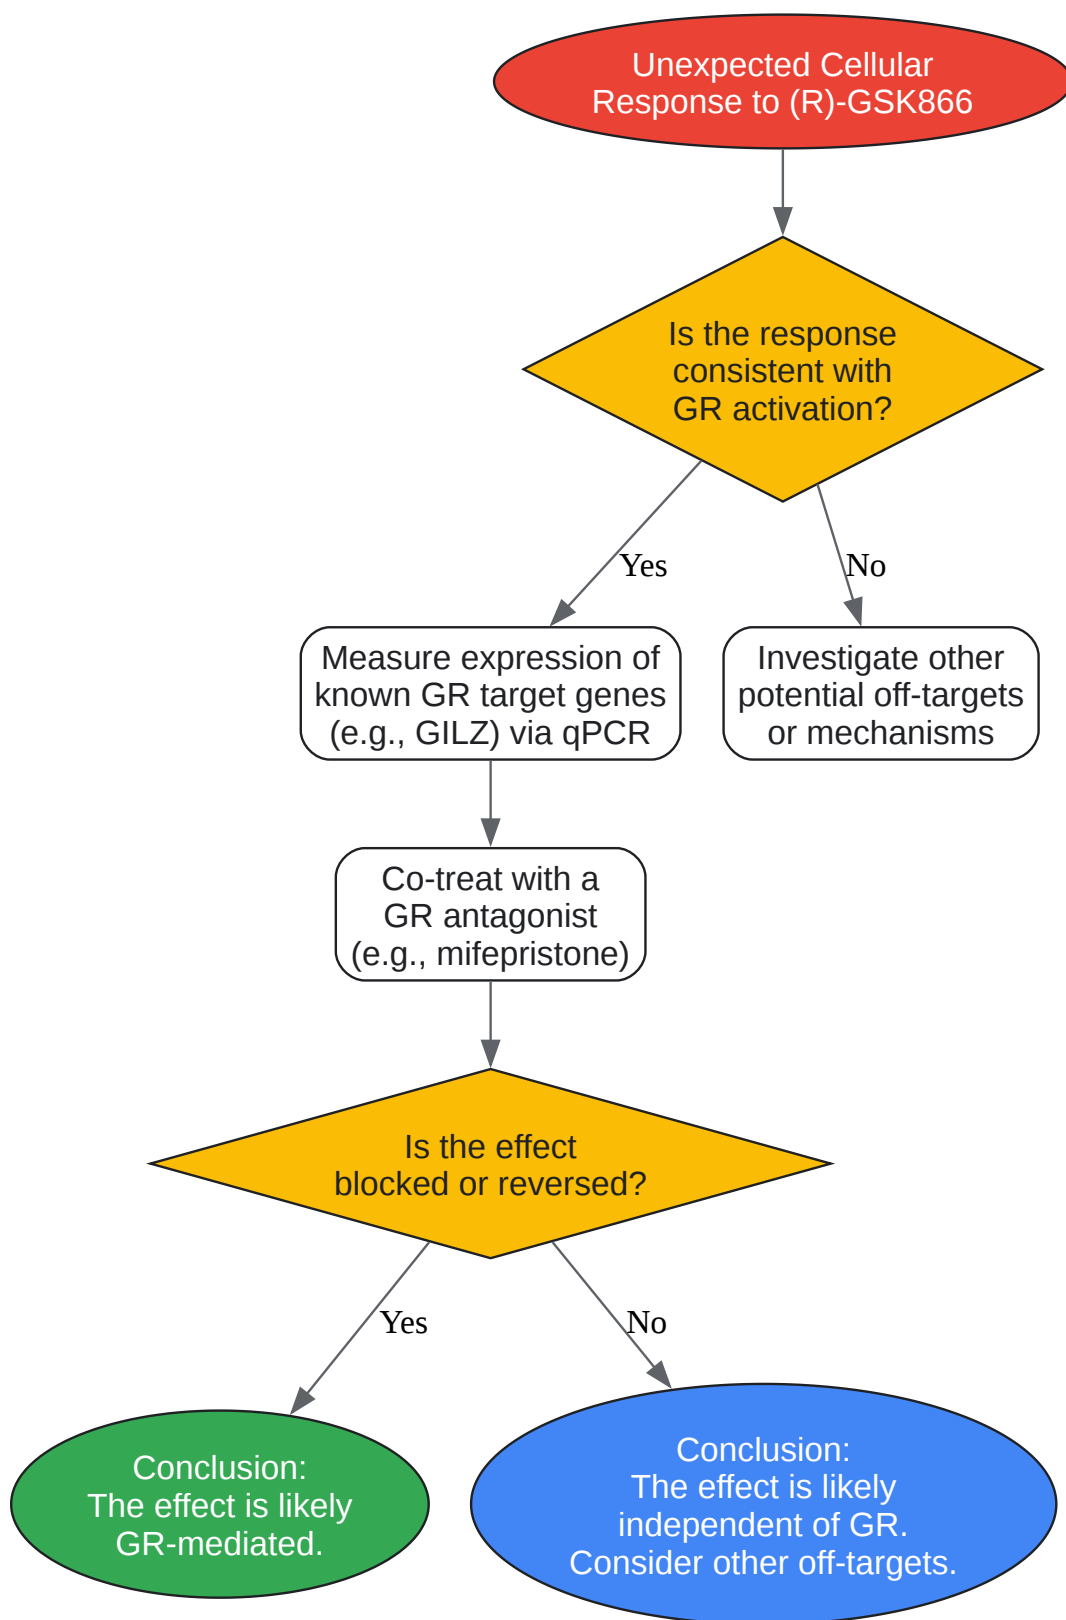 Unexpected Cellular
Response to (R)-GSK866
Is the response
consistent with
GR activation?
Yes
No
Measure expression of
known GR target genes
(e.g., GILZ) via qPCR
Investigate other
potential off-targets
or mechanisms
Co-treat with a
GR antagonist
(e.g., mifepristone)
Is the effect
blocked or reversed?
Yes
No
Conclusion:
The effect is likely
GR-mediated.
Conclusion:
The effect is likely
independent of GR.
Consider other off-targets.